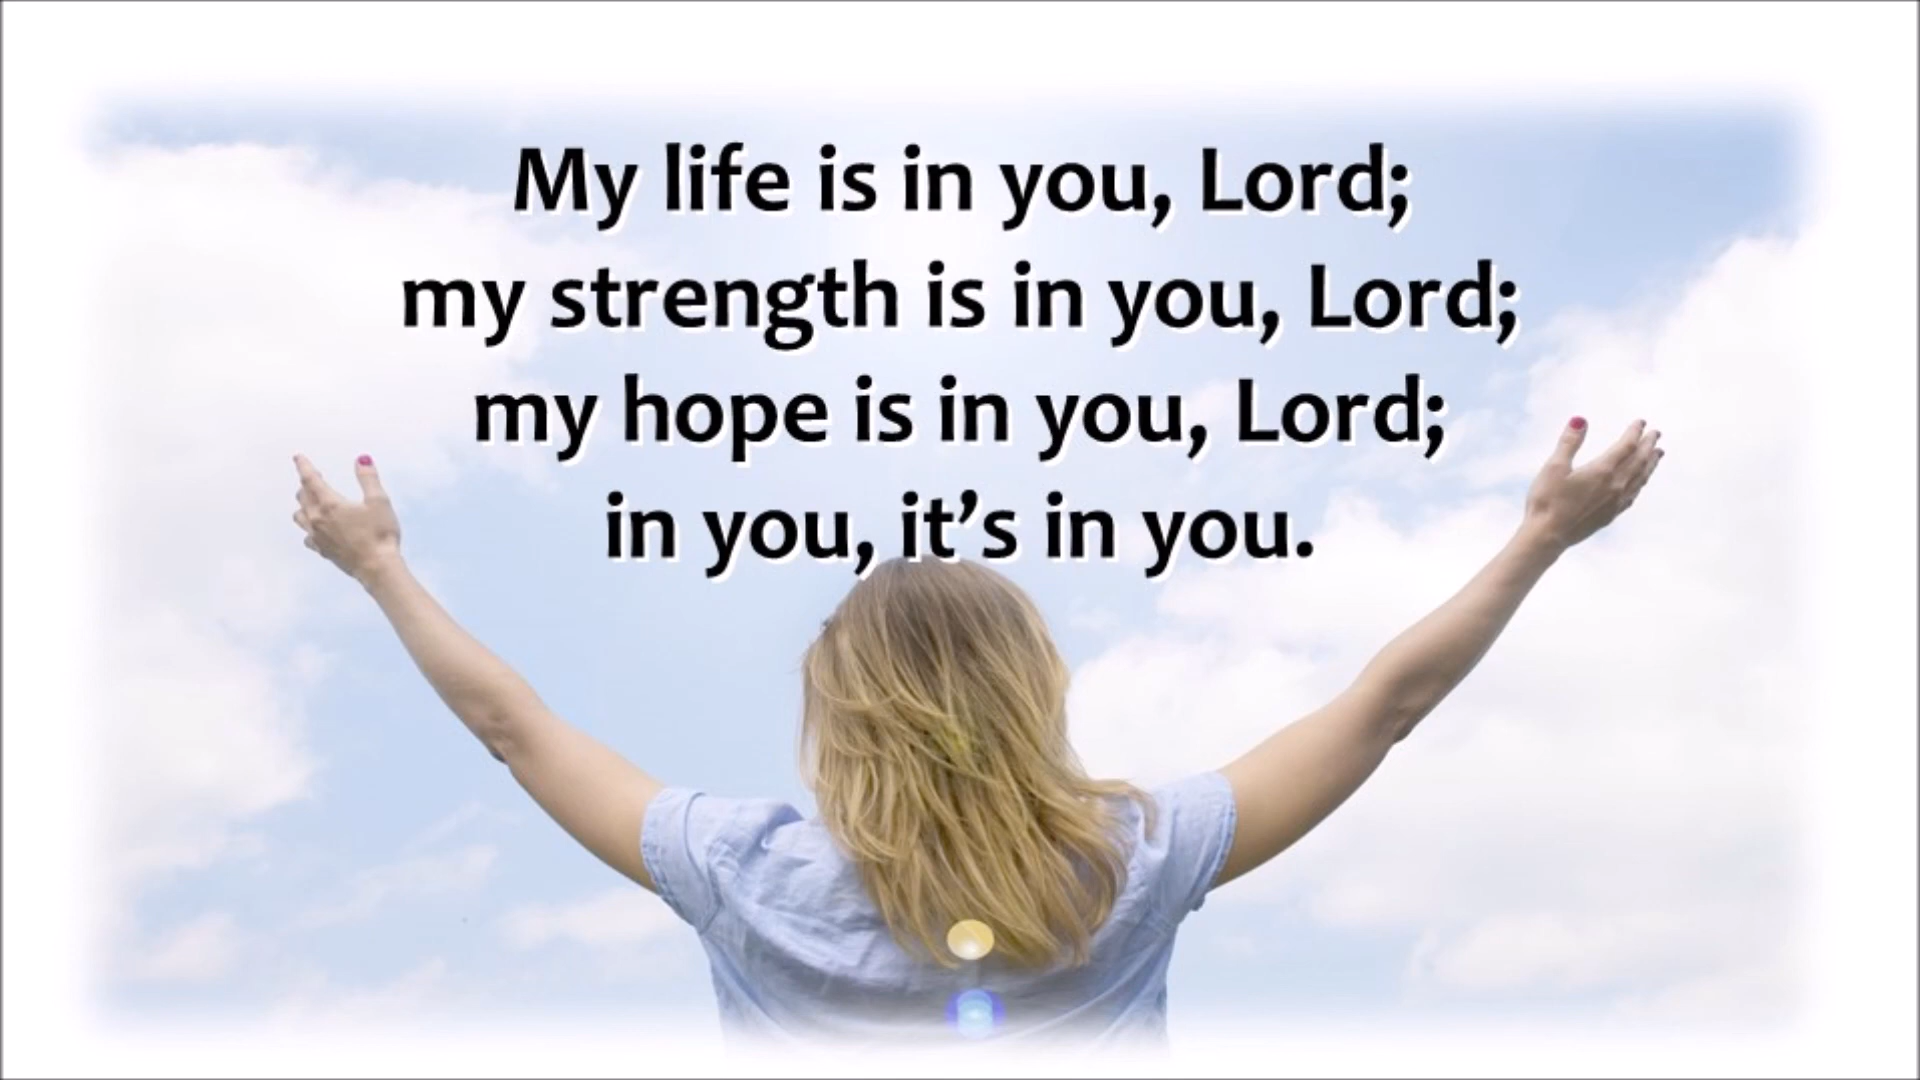 My life is in you, Lord;
my strength is in you, Lord;
my hope is in you, Lord;
in you, it’s in you.